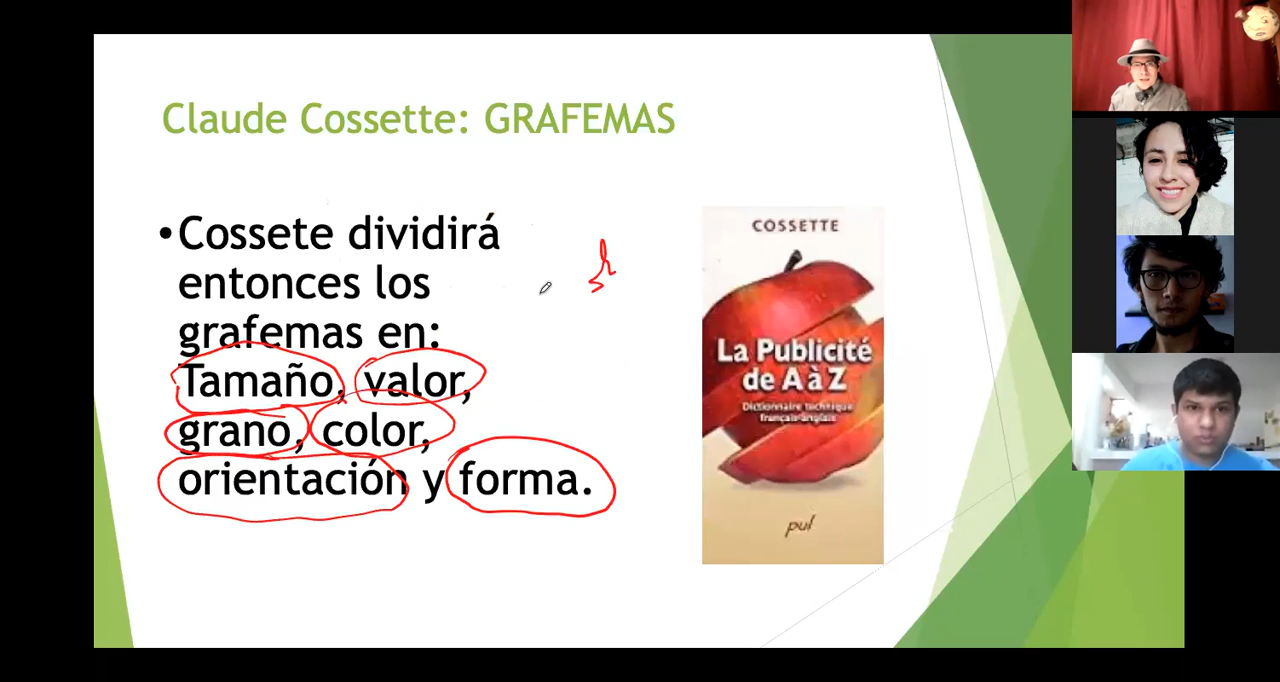 Claude Cossette: GRAFEMAS
•Cossete dividirá
entonces los
grafemas en:
Tamaño, valor,
grano, color,
orientación y forma.
COSSETTE
La Publicité
de A à Z
Dictionnaire technique
français-anglais
pul